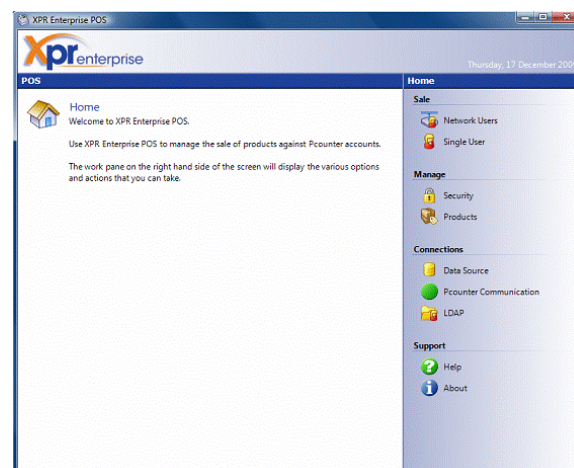 XPR Enterprise POS
Xpr enterprise
Thursday, 17 December 200
POS
Home
Home
Welcome to XPR Enterprise POS.
Use XPR Enterprise POS to manage the sale of products against Pcounter accounts.
The work pane on the right hand side of the screen will display the various options
and actions that you can take.
Sale
Network Users
Single User
Manage
Security
Products
Connections
Data Source
Pcounter Communication
LDAP
Support
Help
About